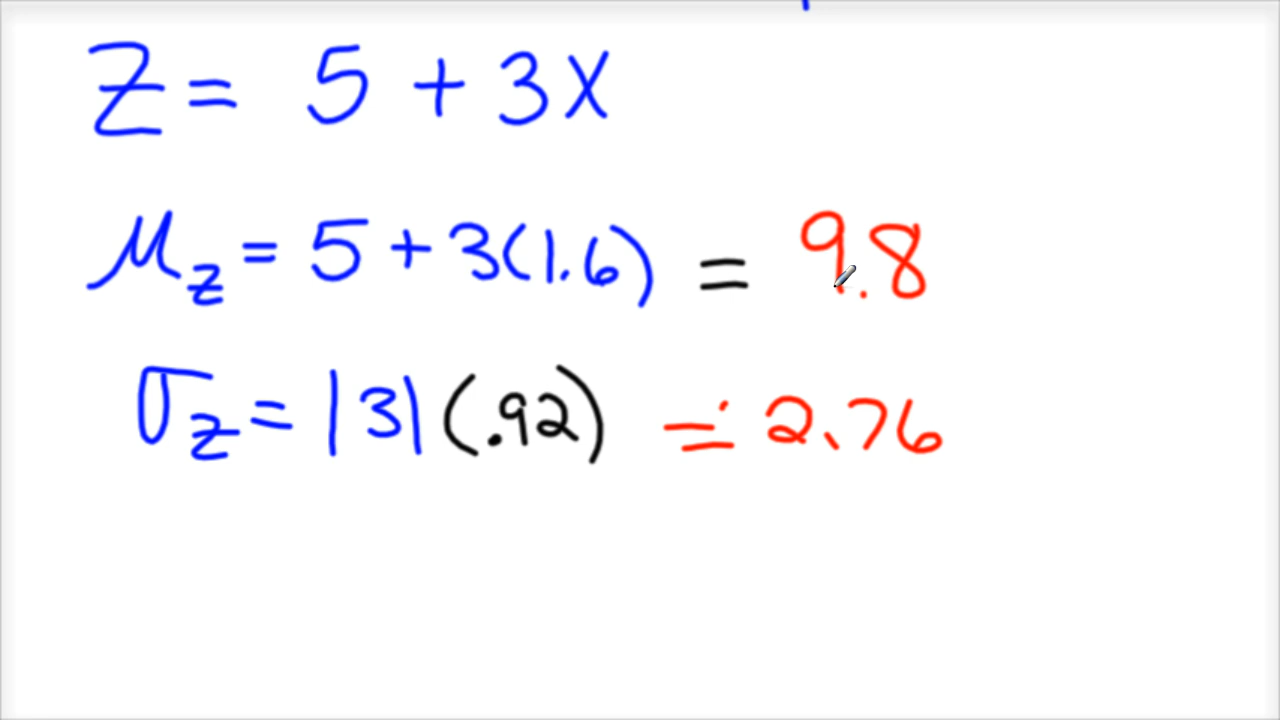 Z = 5 + 3X
μz = 5 + 3(1.6) = 9.8
σz = |3| (.92) ≐ 2.76